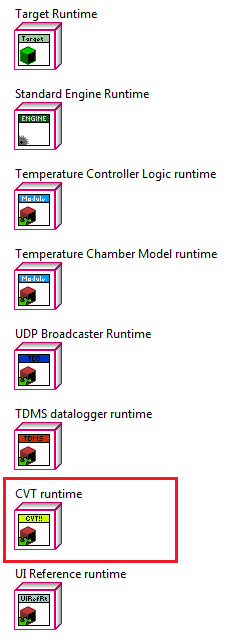 Target Runtime
Target
Standard Engine Runtime
ENGINE
Temperature Controller Logic runtime
Module
Temperature Chamber Model runtime
Module
UDP Broadcaster Runtime
TEC
TDMS datalogger runtime
TDMS
CVT runtime
CVT!!
UI Reference runtime
UIRefRt